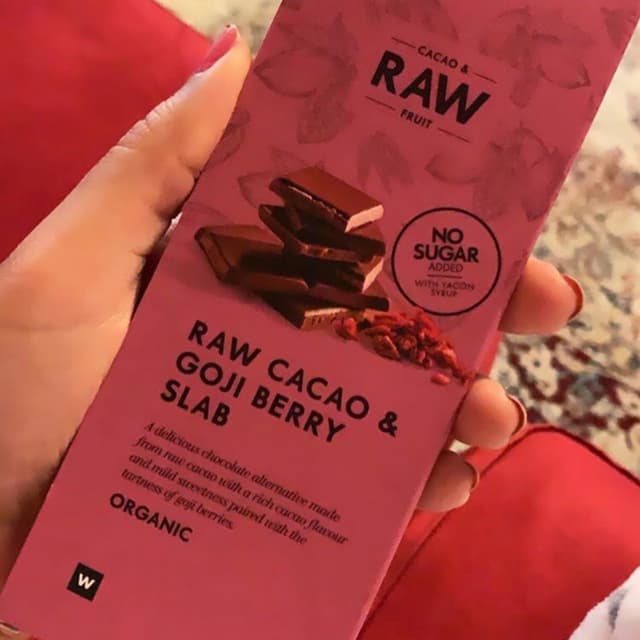 CACAO &
RAW
FRUIT
NO
SUGAR
ADDED
WITH YACON
SYRUP
RAW CACAO &
GOJI BERRY
SLAB
A delicious chocolate alternative made
from raw cacao with a rich cacao flavour
and mild sweetness paired with the
tartness of goji berries.
ORGANIC
W